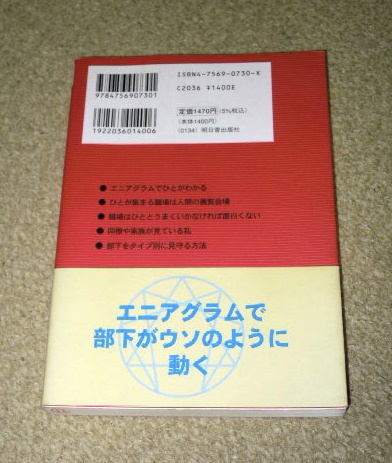 ISBN4-7569-0730-X
C2036 ¥1400E
9784756907301
定価1470円 (5%税込)
(本体1400円)
(0134) 明日香出版社
1922036014006
● エニアグラムでひとがわかる
● ひとが集まる職場は人間の展覧会場
● 職場はひととうまくいかなければ面白くない
● 同僚や家族が見ている私
● 部下をタイプ別に見守る方法
エニアグラムで
部下がウソのように
動く